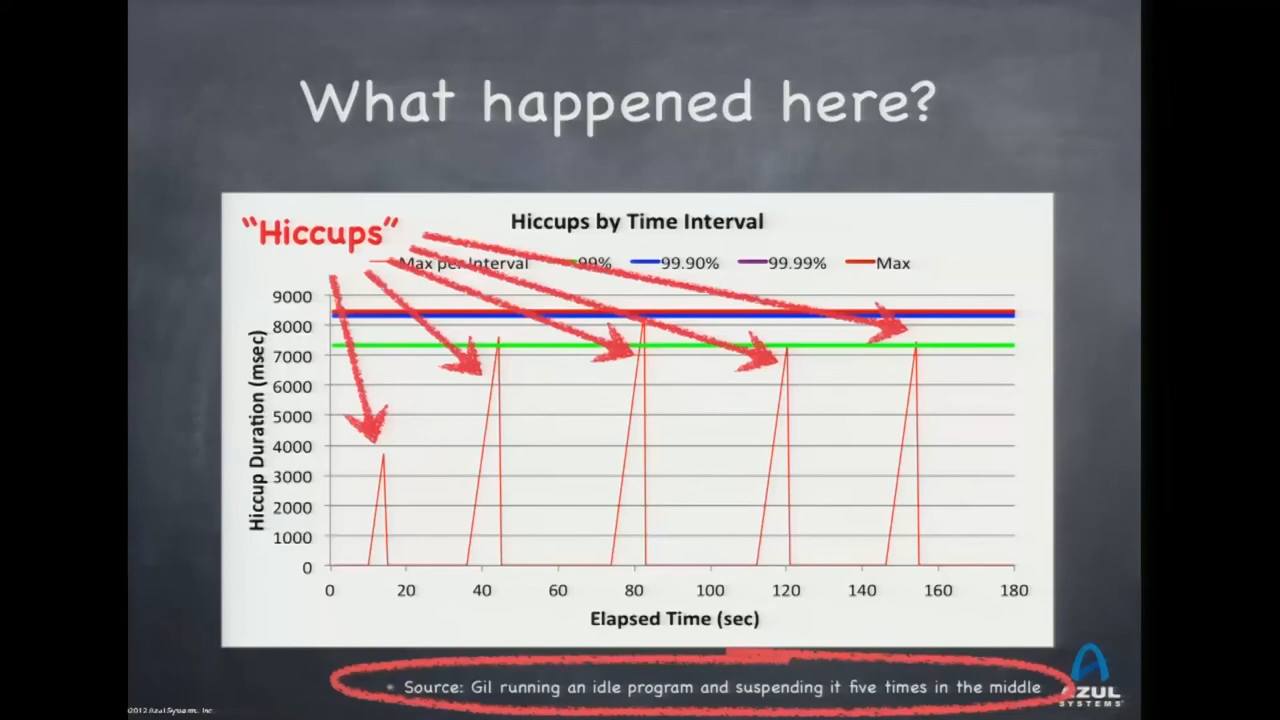 What happened here?
"Hiccups"
Hiccups by Time Interval
Max per Interval 99% 99.90% 99.99% Max
Hiccup Duration (msec)
9000
8000
7000
6000
5000
4000
3000
2000
1000
0
0 20 40 60 80 100 120 140 160 180
Elapsed Time (sec)
Source: Gil running an idle program and suspending it five times in the middle
AZUL
SYSTEMS
©2012 Azul Systems, Inc.